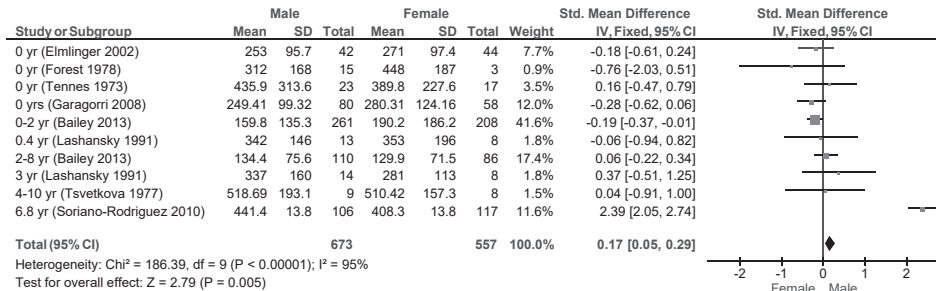 Male Female Std. Mean Difference Std. Mean Difference
Study or Subgroup Mean SD Total Mean SD Total Weight IV, Fixed, 95% CI IV, Fixed, 95% CI
0 yr (Elmlinger 2002) 253 95.7 42 271 97.4 44 7.7% -0.18 [-0.61, 0.24]
0 yr (Forest 1978) 312 168 15 448 187 3 0.9% -0.76 [-2.03, 0.51]
0 yr (Tennes 1973) 435.9 313.6 23 389.8 227.6 17 3.5% 0.16 [-0.47, 0.79]
0 yrs (Garagorri 2008) 249.41 99.32 80 280.31 124.16 58 12.0% -0.28 [-0.62, 0.06]
0-2 yr (Bailey 2013) 159.8 135.3 261 190.2 186.2 208 41.6% -0.19 [-0.37, -0.01]
0.4 yr (Lashansky 1991) 342 146 13 353 196 8 1.8% -0.06 [-0.94, 0.82]
2-8 yr (Bailey 2013) 134.4 75.6 110 129.9 71.5 86 17.4% 0.06 [-0.22, 0.34]
3 yr (Lashansky 1991) 337 160 14 281 113 8 1.8% 0.37 [-0.51, 1.25]
4-10 yr (Tsvetkova 1977) 518.69 193.1 9 510.42 157.3 8 1.5% 0.04 [-0.91, 1.00]
6.8 yr (Soriano-Rodriguez 2010) 441.4 13.8 106 408.3 13.8 117 11.6% 2.39 [2.05, 2.74]
Total (95% CI) 673 557 100.0% 0.17 [0.05, 0.29]
Heterogeneity: Chi² = 186.39, df = 9 (P < 0.00001); I² = 95%
Test for overall effect: Z = 2.79 (P = 0.005)
-2 -1 0 1 2
Female Male